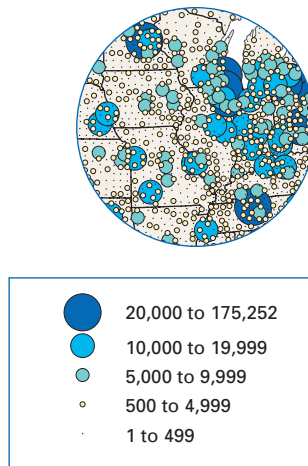 20,000 to 175,252
10,000 to 19,999
5,000 to 9,999
500 to 4,999
1 to 499